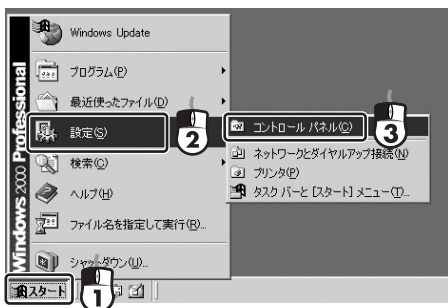 Windows 2000 Professional
Windows Update
プログラム(P)
最近使ったファイル(D)
設定(S)
検索(C)
ヘルプ(H)
ファイル名を指定して実行(R)...
シャットダウン(U)...
コントロール パネル(C)
ネットワークとダイヤルアップ接続(N)
プリンタ(P)
タスク バーと [スタート] メニュー(T)...
スタート
1
2
3